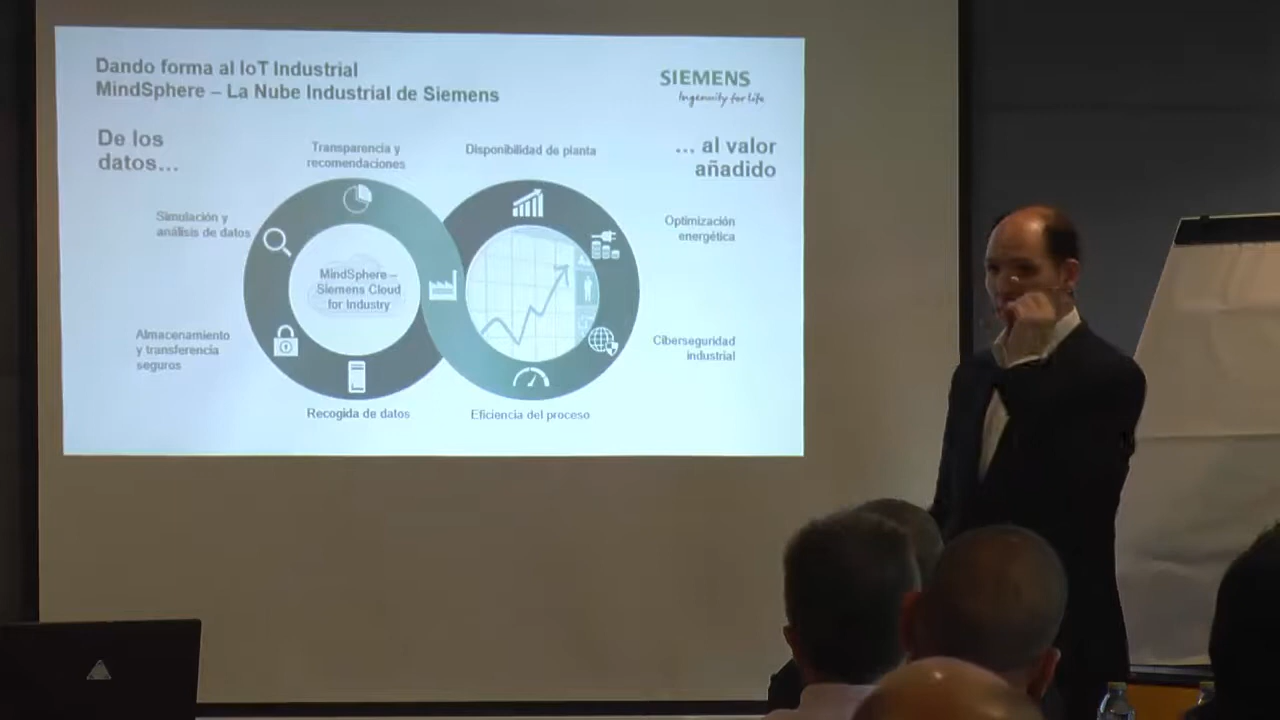 Dando forma al IoT Industrial
MindSphere – La Nube Industrial de Siemens
SIEMENS
Ingenuity for life
De los
datos...
... al valor
añadido
Transparencia y
recomendaciones
Disponibilidad de planta
Simulación y
análisis de datos
Optimización
energética
MindSphere –
Siemens Cloud
for Industry
Almacenamiento
y transferencia
seguros
Ciberseguridad
industrial
Recogida de datos
Eficiencia del proceso